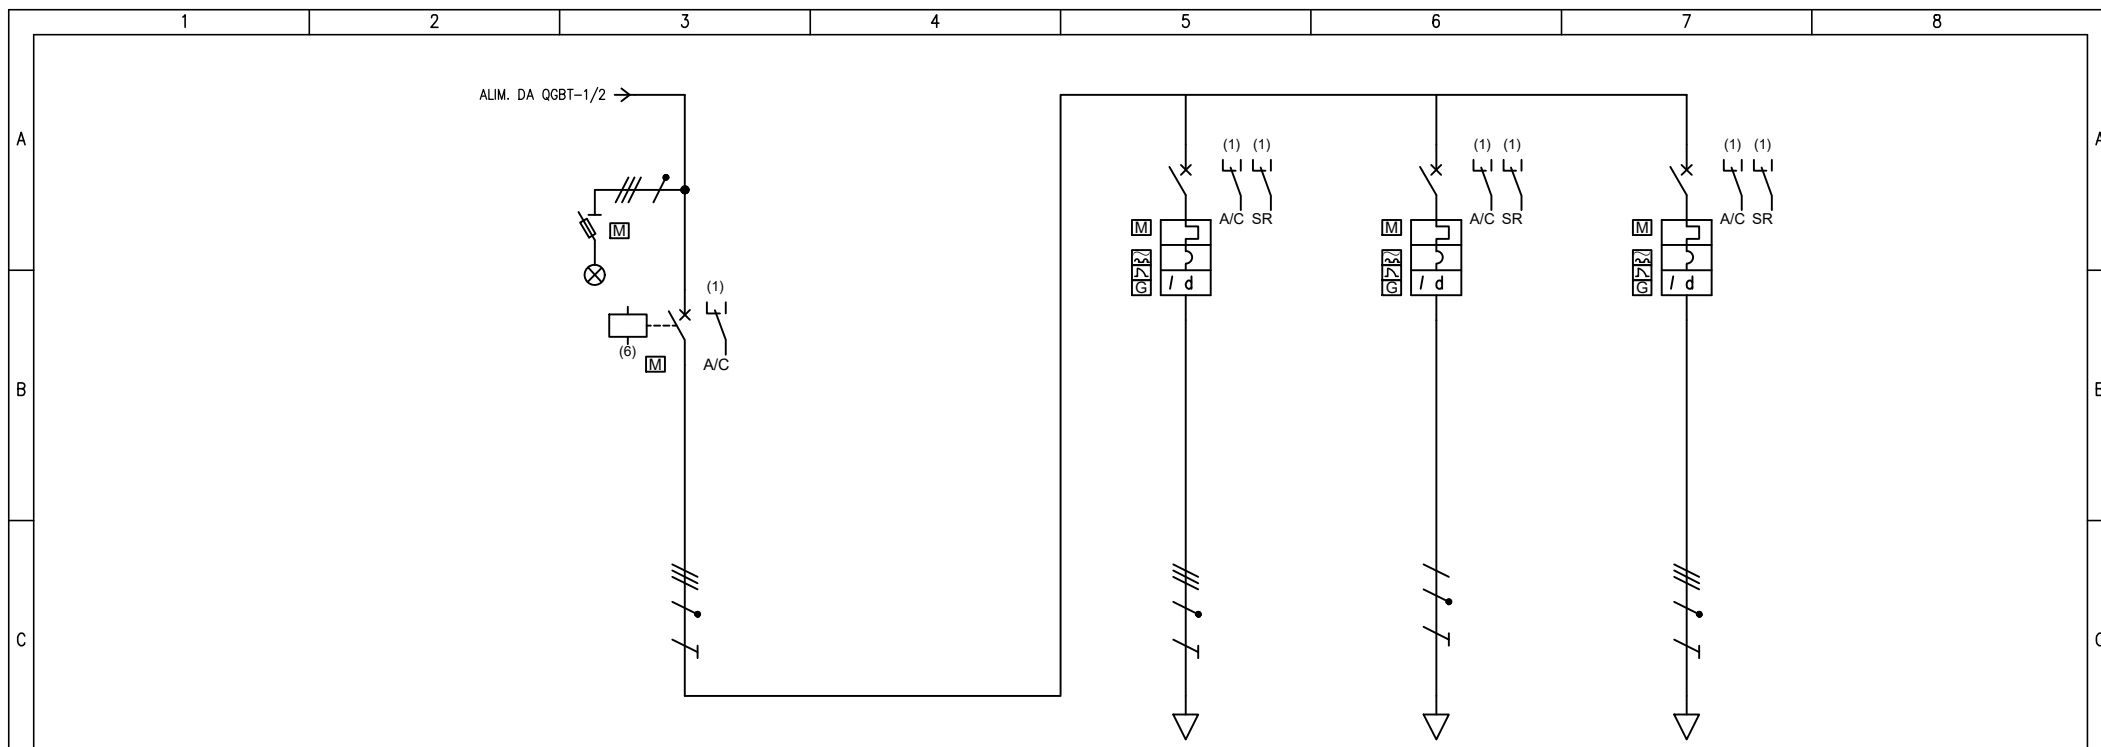 1 2 3 4 5 6 7 8
ALIM. DA QGBT-1/2
A A
(1) (1) (1) (1) (1) (1)
A/C SR A/C SR A/C SR
M M M M
G G G
I d I d I d
(1)
(6)
M A/C
B B
C C